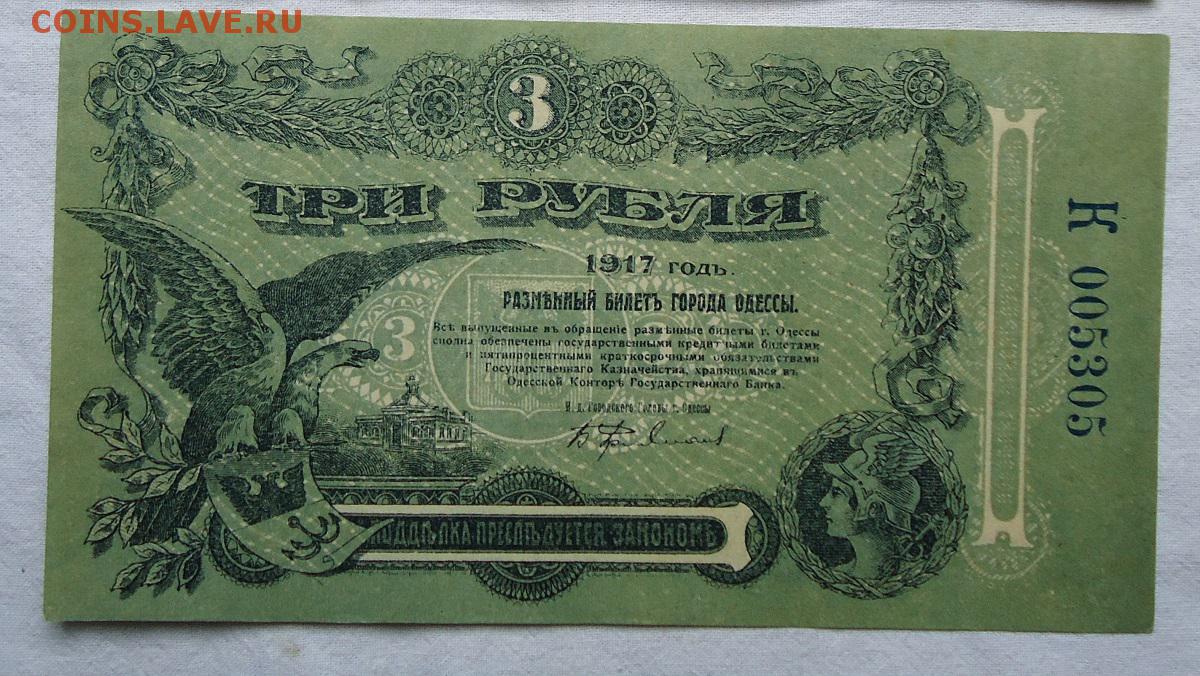 COINS.LAVE.RU
3
ТРИ РУБЛЯ
1917 годъ.
РАЗМѢННЫЙ БИЛЕТЪ ГОРОДА ОДЕССЫ.
Всѣ выпущенные въ обращеніе размѣнные билеты г. Одессы
сполна обезпечены государственными кредитными билетами
и пятипроцентными краткосрочными обязательствами
Государственнаго Казначейства, хранящимися въ
Одесской Конторѣ Государственнаго Банка.
И. д. Городского Головы г. Одессы
3
ПОДДѢЛКА ПРЕСЛѢДУЕТСЯ ЗАКОНОМЪ
К 005305